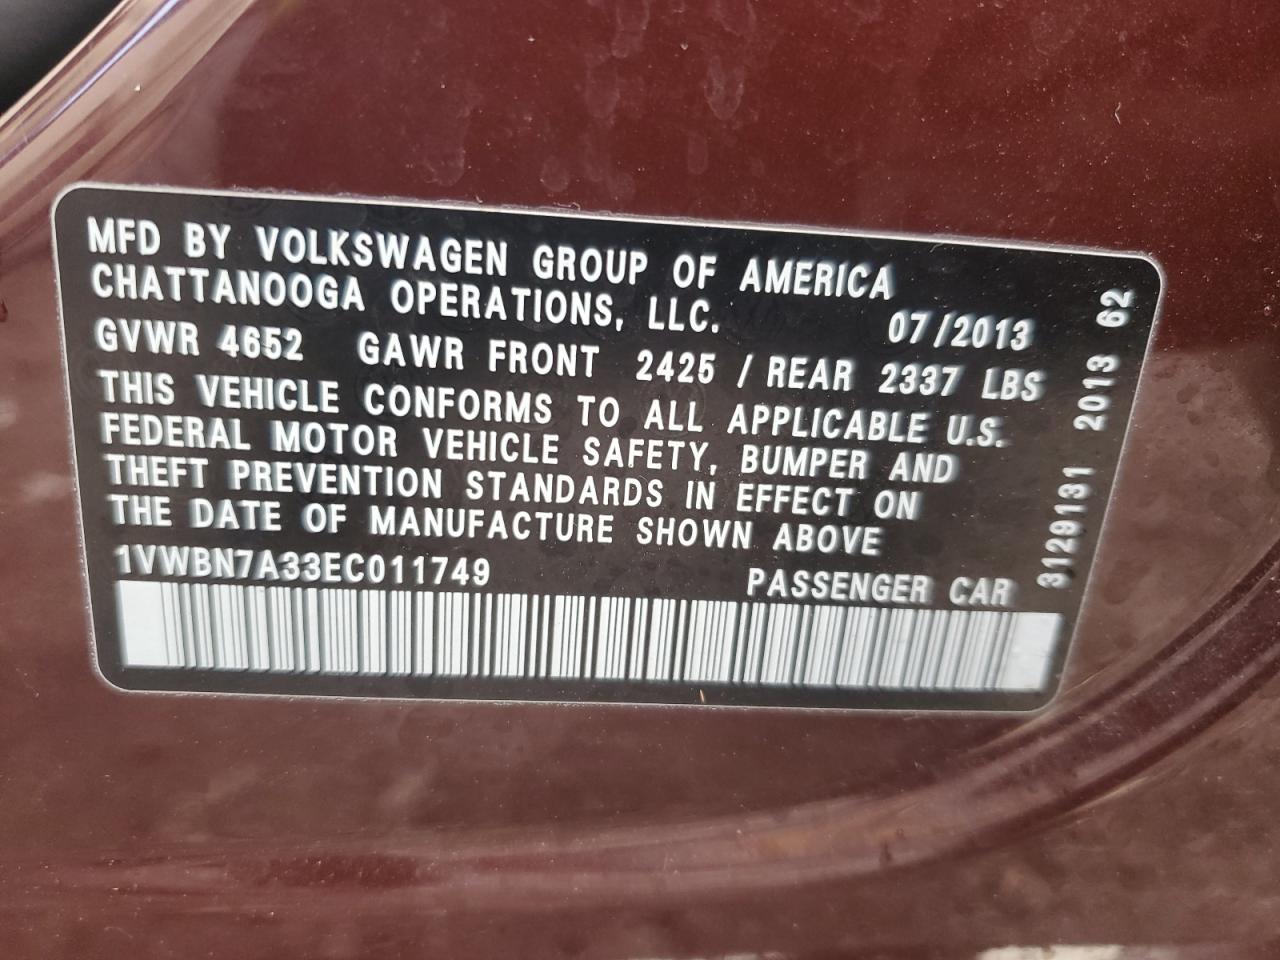 MFD BY VOLKSWAGEN GROUP OF AMERICA
CHATTANOOGA OPERATIONS, LLC.
07/2013
GVWR 4652 GAWR FRONT 2425 / REAR 2337 LBS
THIS VEHICLE CONFORMS TO ALL APPLICABLE U.S.
FEDERAL MOTOR VEHICLE SAFETY, BUMPER AND
THEFT PREVENTION STANDARDS IN EFFECT ON
THE DATE OF MANUFACTURE SHOWN ABOVE
1VWBN7A33EC011749 PASSENGER CAR
3129131 2013 62